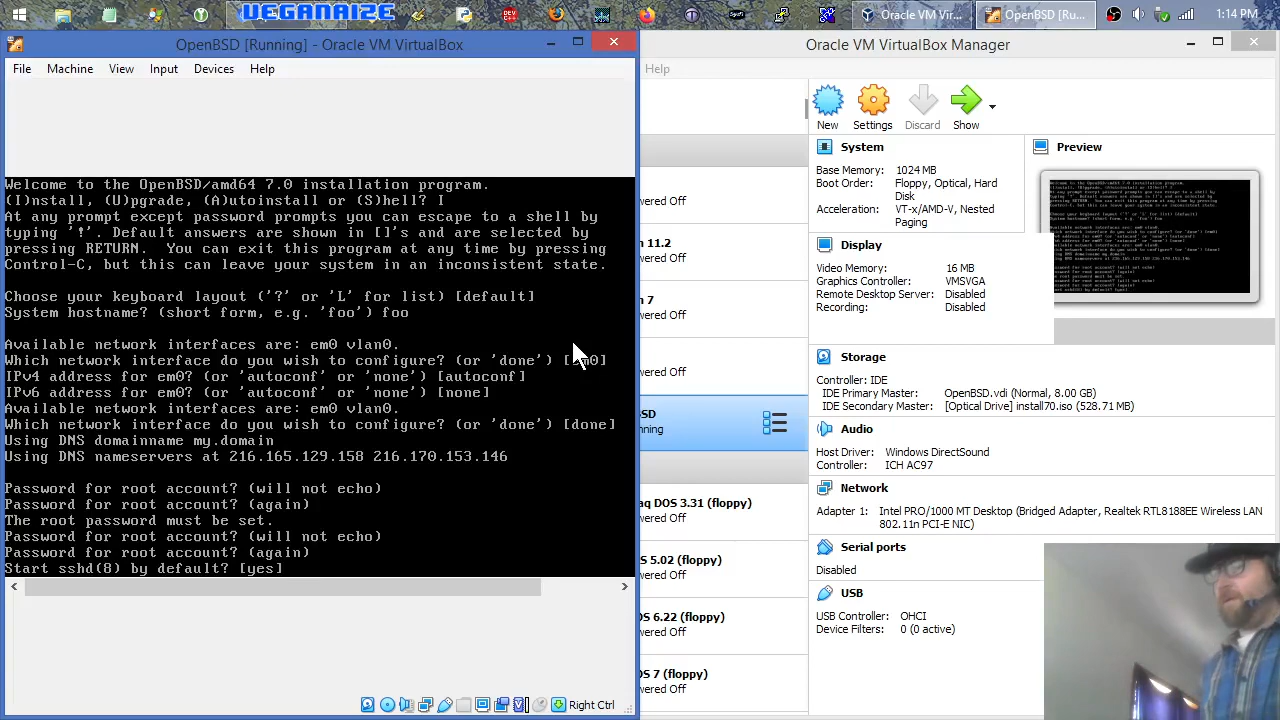 VEGANAIZE
Oracle VM Vir...
OpenBSD [Ru...
1:14 PM
OpenBSD [Running] - Oracle VM VirtualBox
File Machine View Input Devices Help
Welcome to the OpenBSD/amd64 7.0 installation program.
(I)nstall, (U)pgrade, (A)utoinstall or (S)hell? i
At any prompt except password prompts you can escape to a shell by
typing '!'. Default answers are shown in []'s and are selected by
pressing RETURN.  You can exit this program at any time by pressing
Control-C, but this can leave your system in an inconsistent state.
Choose your keyboard layout ('?' or 'L' for list) [default]
System hostname? (short form, e.g. 'foo') foo
Available network interfaces are: em0 vlan0.
Which network interface do you wish to configure? (or 'done') [em0]
IPv4 address for em0? (or 'autoconf' or 'none') [autoconf]
IPv6 address for em0? (or 'autoconf' or 'none') [none]
Available network interfaces are: em0 vlan0.
Which network interface do you wish to configure? (or 'done') [done]
Using DNS domainname my.domain
Using DNS nameservers at 216.165.129.158 216.170.153.146
Password for root account? (will not echo)
Password for root account? (again)
The root password must be set.
Password for root account? (will not echo)
Password for root account? (again)
Start sshd(8) by default? [yes]
Right Ctrl
Oracle VM VirtualBox Manager
Help
New Settings Discard Show
ered Off
11.2
ered Off
n 7
ered Off
ered Off
SD
nning
aq DOS 3.31 (floppy)
ered Off
S 5.02 (floppy)
wered Off
S 6.22 (floppy)
wered Off
S 7 (floppy)
wered Off
System
Base Memory: 1024 MB
Boot Order: Floppy, Optical, Hard
Disk
Acceleration: VT-x/AMD-V, Nested
Paging
Display
Video Memory: 16 MB
Graphics Controller: VMSVGA
Remote Desktop Server: Disabled
Recording: Disabled
Preview
Storage
Controller: IDE
IDE Primary Master: OpenBSD.vdi (Normal, 8.00 GB)
IDE Secondary Master: [Optical Drive] install70.iso (528.71 MB)
Audio
Host Driver: Windows DirectSound
Controller: ICH AC97
Network
Adapter 1: Intel PRO/1000 MT Desktop (Bridged Adapter, Realtek RTL8188EE Wireless LAN
802.11n PCI-E NIC)
Serial ports
Disabled
USB
USB Controller: OHCI
Device Filters: 0 (0 active)